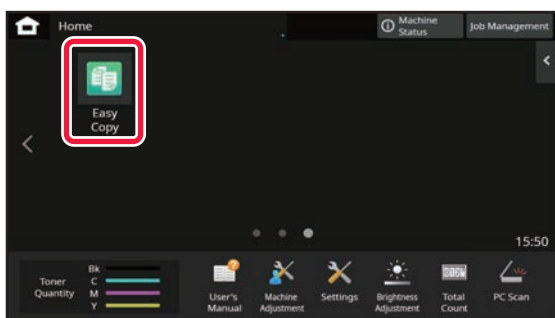 Home
Machine
Status
Job Management
Easy
Copy
15:50
Toner
Quantity
Bk
C
M
Y
User's
Manual
Machine
Adjustment
Settings
Brightness
Adjustment
Total
Count
PC Scan